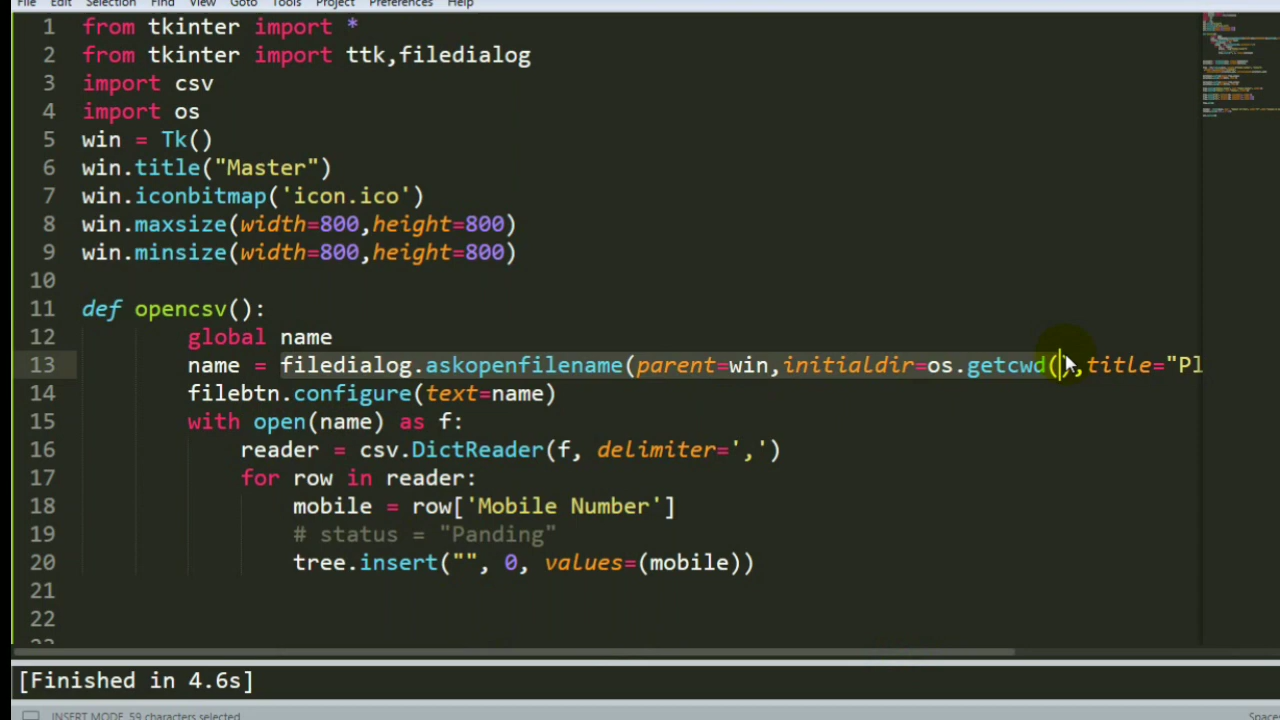 File Edit Selection Find View Goto Tools Project Preferences Help
1 from tkinter import *
2 from tkinter import ttk,filedialog
3 import csv
4 import os
5 win = Tk()
6 win.title("Master")
7 win.iconbitmap('icon.ico')
8 win.maxsize(width=800,height=800)
9 win.minsize(width=800,height=800)
10
11 def opencsv():
12 global name
13 name = filedialog.askopenfilename(parent=win,initialdir=os.getcwd(),title="Pl
14 filebtn.configure(text=name)
15 with open(name) as f:
16 reader = csv.DictReader(f, delimiter=',')
17 for row in reader:
18 mobile = row['Mobile Number']
19 # status = "Panding"
20 tree.insert("", 0, values=(mobile))
21
22
23
[Finished in 4.6s]
INSERT MODE, 59 characters selected
Space